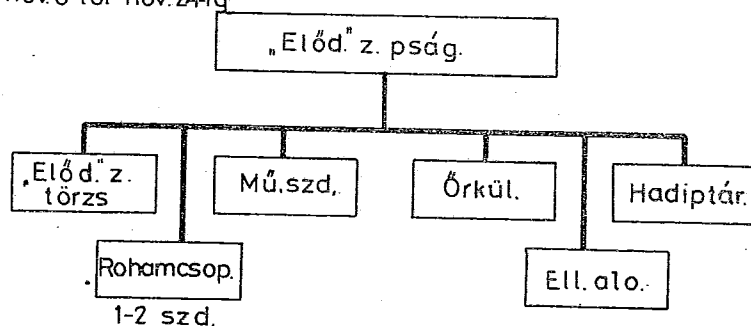 „Előd.” z. pság.
„Előd.” z.
törzs
Mű.szd.
Őrkül.
Hadiptár.
Rohamcsop.
1-2 szd.
Ell. alo.